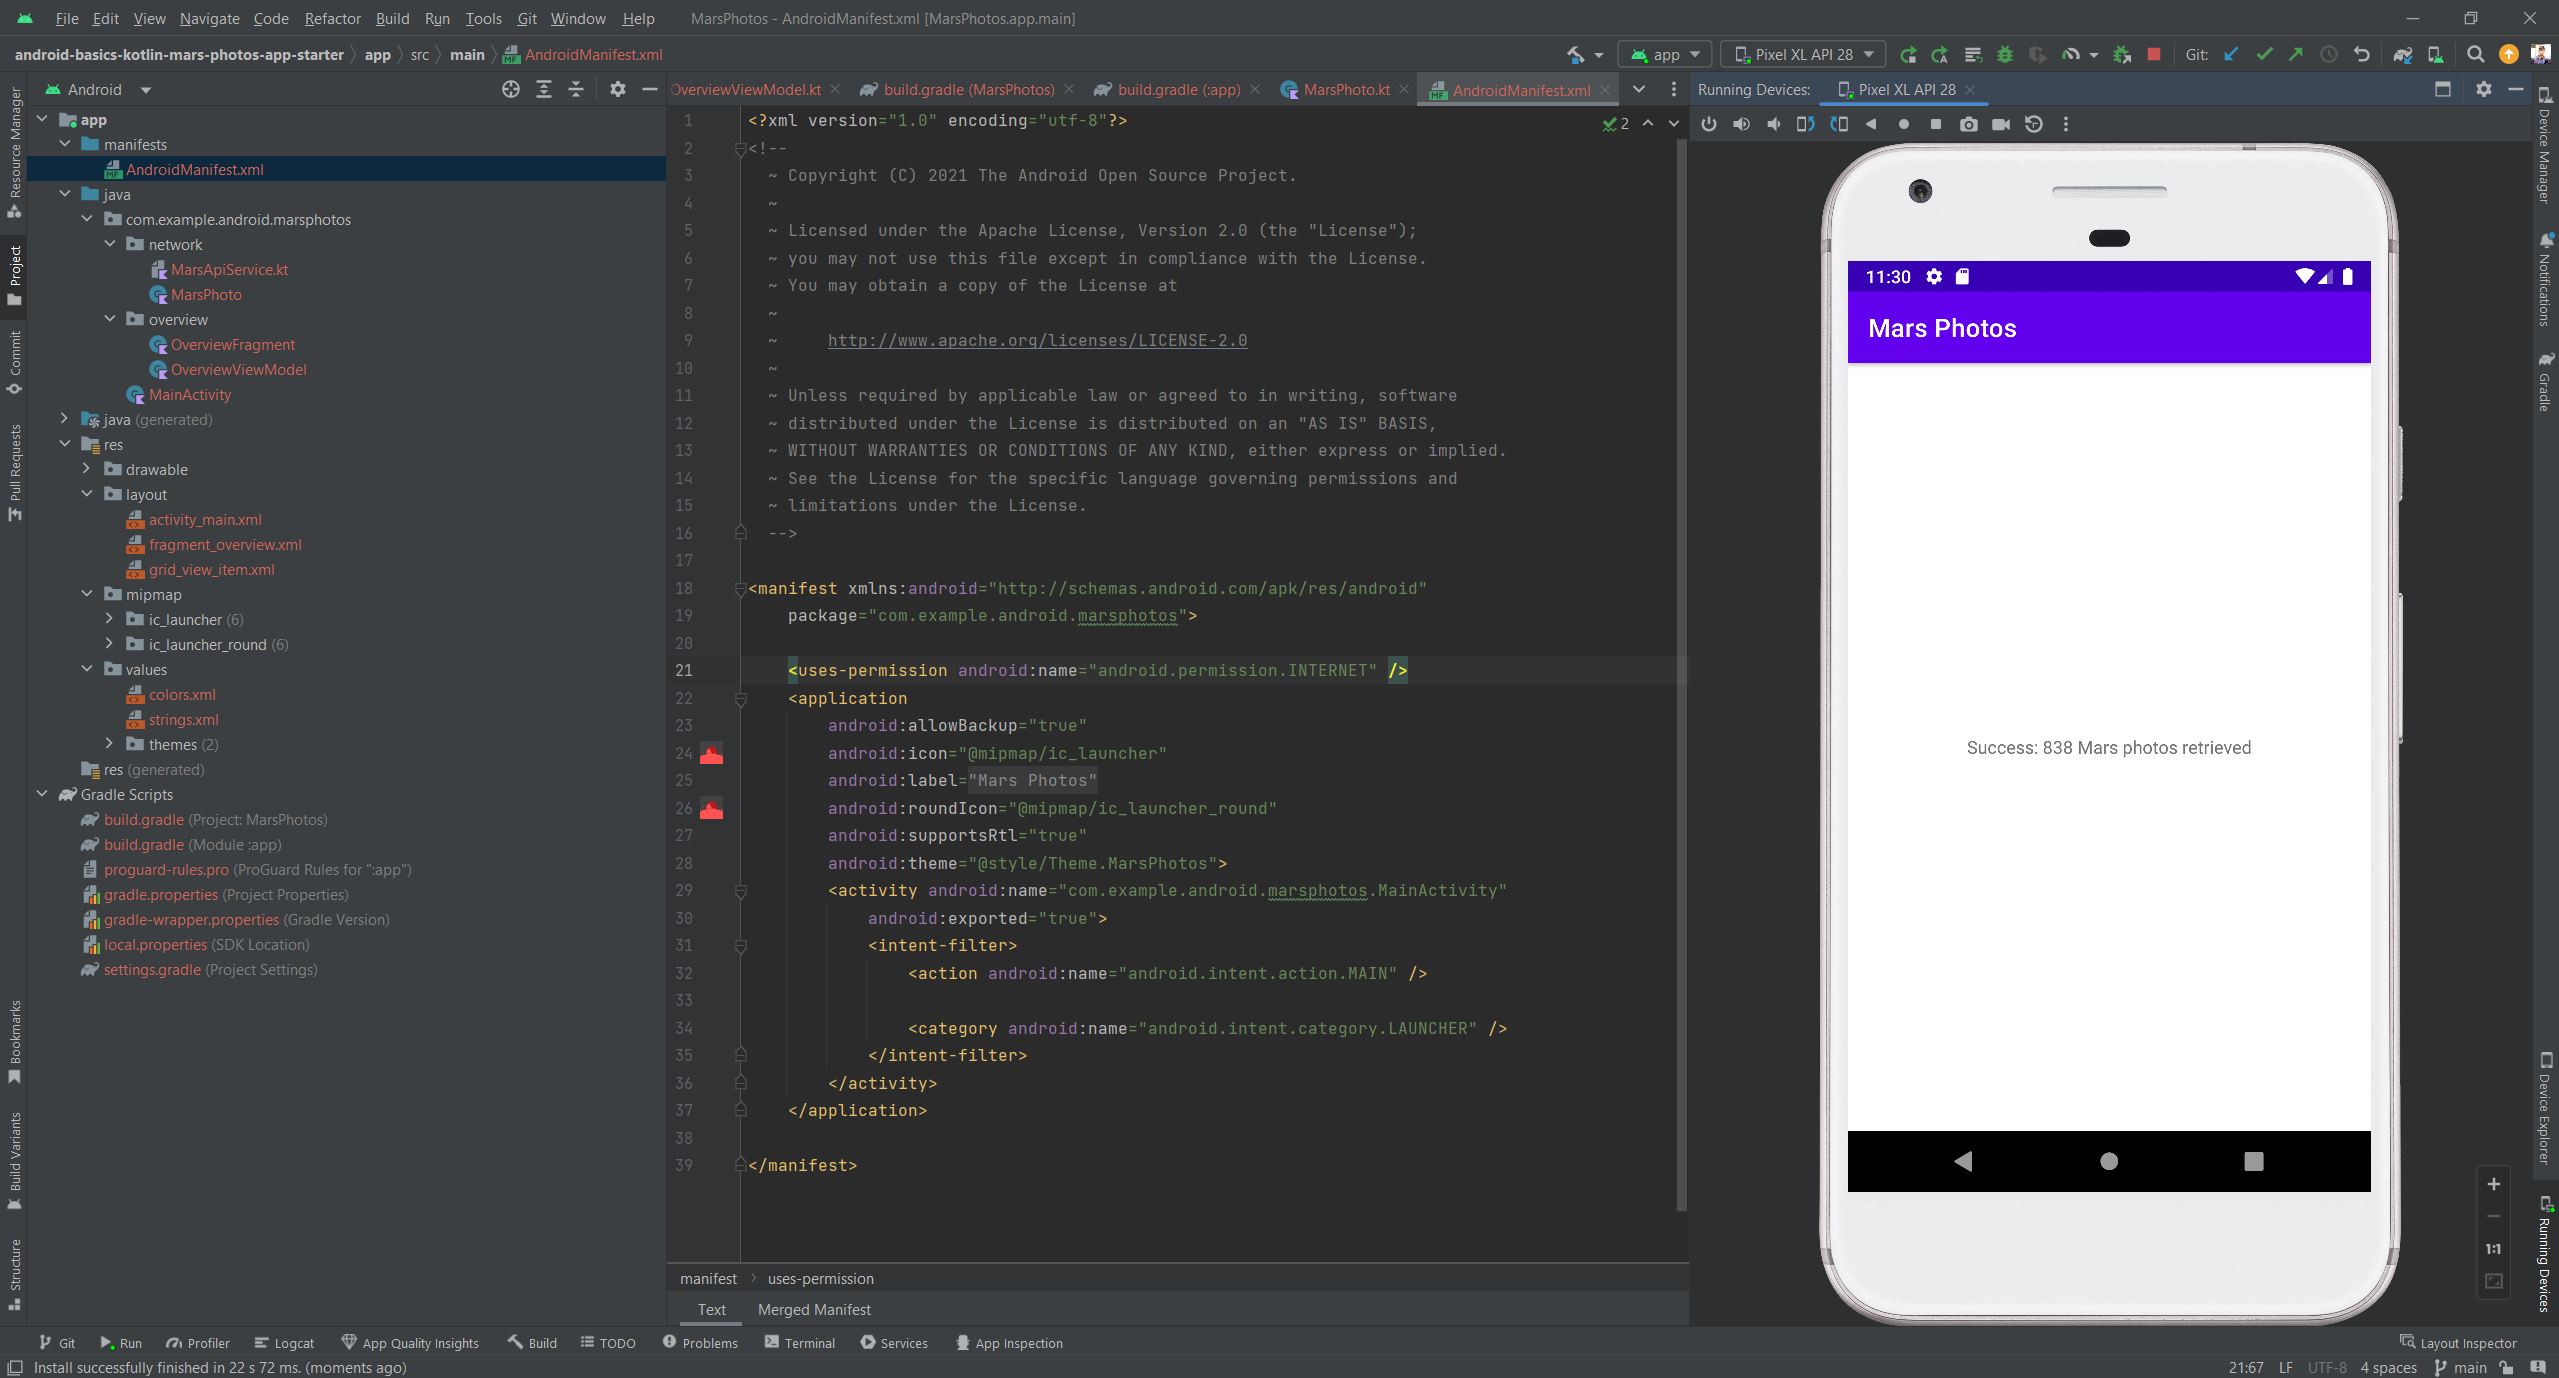 File Edit View Navigate Code Refactor Build Run Tools Git Window Help MarsPhotos - AndroidManifest.xml [MarsPhotos.app.main]
android-basics-kotlin-mars-photos-app-starter app src main AndroidManifest.xml app Pixel XL API 28 Git:
Android
OverviewViewModel.kt build.gradle (MarsPhotos) build.gradle (:app) MarsPhoto.kt AndroidManifest.xml
Running Devices: Pixel XL API 28
Resource Manager
Project
Commit
Pull Requests
Bookmarks
Build Variants
Structure
app
manifests
AndroidManifest.xml
java
com.example.android.marsphotos
network
MarsApiService.kt
MarsPhoto
overview
OverviewFragment
OverviewViewModel
MainActivity
java (generated)
res
drawable
layout
activity_main.xml
fragment_overview.xml
grid_view_item.xml
mipmap
ic_launcher (6)
ic_launcher_round (6)
values
colors.xml
strings.xml
themes (2)
res (generated)
Gradle Scripts
build.gradle (Project: MarsPhotos)
build.gradle (Module :app)
proguard-rules.pro (ProGuard Rules for ":app")
gradle.properties (Project Properties)
gradle-wrapper.properties (Gradle Version)
local.properties (SDK Location)
settings.gradle (Project Settings)
2
1 <?xml version="1.0" encoding="utf-8"?>
2 <!--
3 ~ Copyright (C) 2021 The Android Open Source Project.
4 ~
5 ~ Licensed under the Apache License, Version 2.0 (the "License");
6 ~ you may not use this file except in compliance with the License.
7 ~ You may obtain a copy of the License at
8 ~
9 ~ http://www.apache.org/licenses/LICENSE-2.0
10 ~
11 ~ Unless required by applicable law or agreed to in writing, software
12 ~ distributed under the License is distributed on an "AS IS" BASIS,
13 ~ WITHOUT WARRANTIES OR CONDITIONS OF ANY KIND, either express or implied.
14 ~ See the License for the specific language governing permissions and
15 ~ limitations under the License.
16 -->
17
18 <manifest xmlns:android="http://schemas.android.com/apk/res/android"
19 package="com.example.android.marsphotos">
20
21 <uses-permission android:name="android.permission.INTERNET" />
22 <application
23 android:allowBackup="true"
24 android:icon="@mipmap/ic_launcher"
25 android:label="Mars Photos"
26 android:roundIcon="@mipmap/ic_launcher_round"
27 android:supportsRtl="true"
28 android:theme="@style/Theme.MarsPhotos">
29 <activity android:name="com.example.android.marsphotos.MainActivity"
30 android:exported="true">
31 <intent-filter>
32 <action android:name="android.intent.action.MAIN" />
33
34 <category android:name="android.intent.category.LAUNCHER" />
35 </intent-filter>
36 </activity>
37 </application>
38
39 </manifest>
manifest uses-permission
Text Merged Manifest
11:30
Mars Photos
Success: 838 Mars photos retrieved
1:1
Device Manager
Notifications
Gradle
Device Explorer
Running Devices
Git Run Profiler Logcat App Quality Insights Build TODO Problems Terminal Services App Inspection Layout Inspector
Install successfully finished in 22 s 72 ms. (moments ago) 21:67 LF UTF-8 4 spaces main